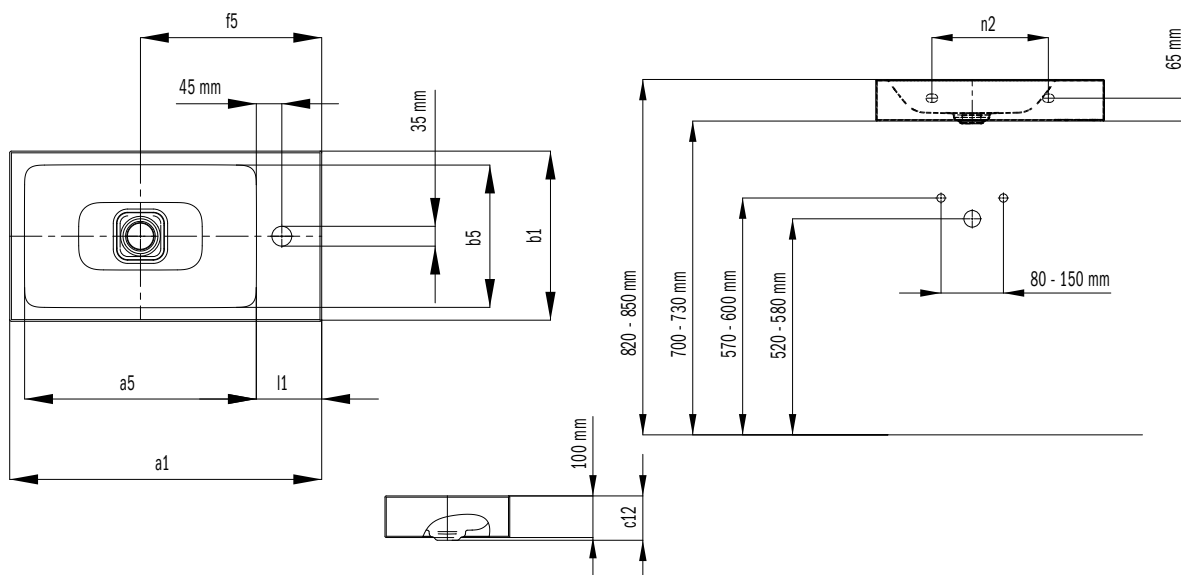 f5
45 mm
35 mm
b5
b1
a5
l1
a1
100 mm
c12
n2
65 mm
820 - 850 mm
700 - 730 mm
570 - 600 mm
520 - 580 mm
80 - 150 mm